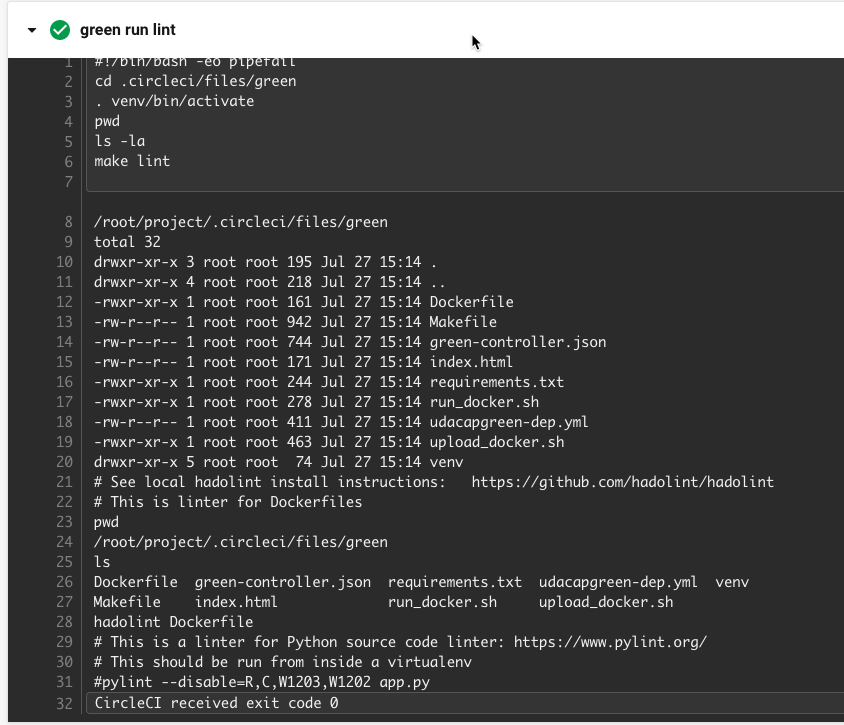 green run lint
1 #!/bin/bash -eo pipefail
2 cd .circleci/files/green
3 . venv/bin/activate
4 pwd
5 ls -la
6 make lint
7
8 /root/project/.circleci/files/green
9 total 32
10 drwxr-xr-x 3 root root 195 Jul 27 15:14 .
11 drwxr-xr-x 4 root root 218 Jul 27 15:14 ..
12 -rwxr-xr-x 1 root root 161 Jul 27 15:14 Dockerfile
13 -rw-r--r-- 1 root root 942 Jul 27 15:14 Makefile
14 -rw-r--r-- 1 root root 744 Jul 27 15:14 green-controller.json
15 -rwxr-xr-x 1 root root 171 Jul 27 15:14 index.html
16 -rwxr-xr-x 1 root root 244 Jul 27 15:14 requirements.txt
17 -rwxr-xr-x 1 root root 278 Jul 27 15:14 run_docker.sh
18 -rw-r--r-- 1 root root 411 Jul 27 15:14 udacapgreen-dep.yml
19 -rwxr-xr-x 1 root root 463 Jul 27 15:14 upload_docker.sh
20 drwxr-xr-x 5 root root  74 Jul 27 15:14 venv
21 # See local hadolint install instructions:   https://github.com/hadolint/hadolint
22 # This is linter for Dockerfiles
23 pwd
24 /root/project/.circleci/files/green
25 ls
26 Dockerfile  green-controller.json  requirements.txt  udacapgreen-dep.yml  venv
27 Makefile    index.html             run_docker.sh     upload_docker.sh
28 hadolint Dockerfile
29 # This is a linter for Python source code linter: https://www.pylint.org/
30 # This should be run from inside a virtualenv
31 #pylint --disable=R,C,W1203,W1202 app.py
32 CircleCI received exit code 0